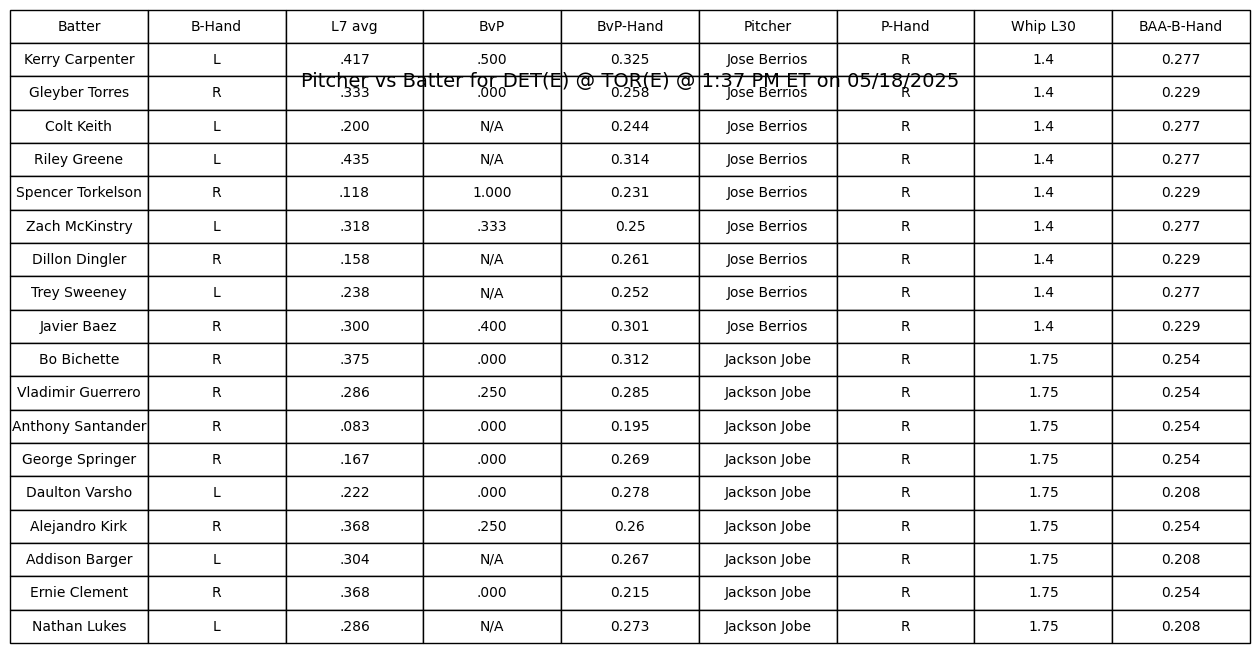 Batter B-Hand L7 avg BvP BvP-Hand Pitcher P-Hand Whip L30 BAA-B-Hand
Kerry Carpenter L .417 .500 0.325 Jose Berrios R 1.4 0.277
Pitcher vs Batter for DET(E) @ TOR(E) @ 1:37 PM ET on 05/18/2025
Gleyber Torres R .333 .000 0.258 Jose Berrios R 1.4 0.229
Colt Keith L .200 N/A 0.244 Jose Berrios R 1.4 0.277
Riley Greene L .435 N/A 0.314 Jose Berrios R 1.4 0.277
Spencer Torkelson R .118 1.000 0.231 Jose Berrios R 1.4 0.229
Zach McKinstry L .318 .333 0.25 Jose Berrios R 1.4 0.277
Dillon Dingler R .158 N/A 0.261 Jose Berrios R 1.4 0.229
Trey Sweeney L .238 N/A 0.252 Jose Berrios R 1.4 0.277
Javier Baez R .300 .400 0.301 Jose Berrios R 1.4 0.229
Bo Bichette R .375 .000 0.312 Jackson Jobe R 1.75 0.254
Vladimir Guerrero R .286 .250 0.285 Jackson Jobe R 1.75 0.254
Anthony Santander R .083 .000 0.195 Jackson Jobe R 1.75 0.254
George Springer R .167 .000 0.269 Jackson Jobe R 1.75 0.254
Daulton Varsho L .222 .000 0.278 Jackson Jobe R 1.75 0.208
Alejandro Kirk R .368 .250 0.26 Jackson Jobe R 1.75 0.254
Addison Barger L .304 N/A 0.267 Jackson Jobe R 1.75 0.208
Ernie Clement R .368 .000 0.215 Jackson Jobe R 1.75 0.254
Nathan Lukes L .286 N/A 0.273 Jackson Jobe R 1.75 0.208